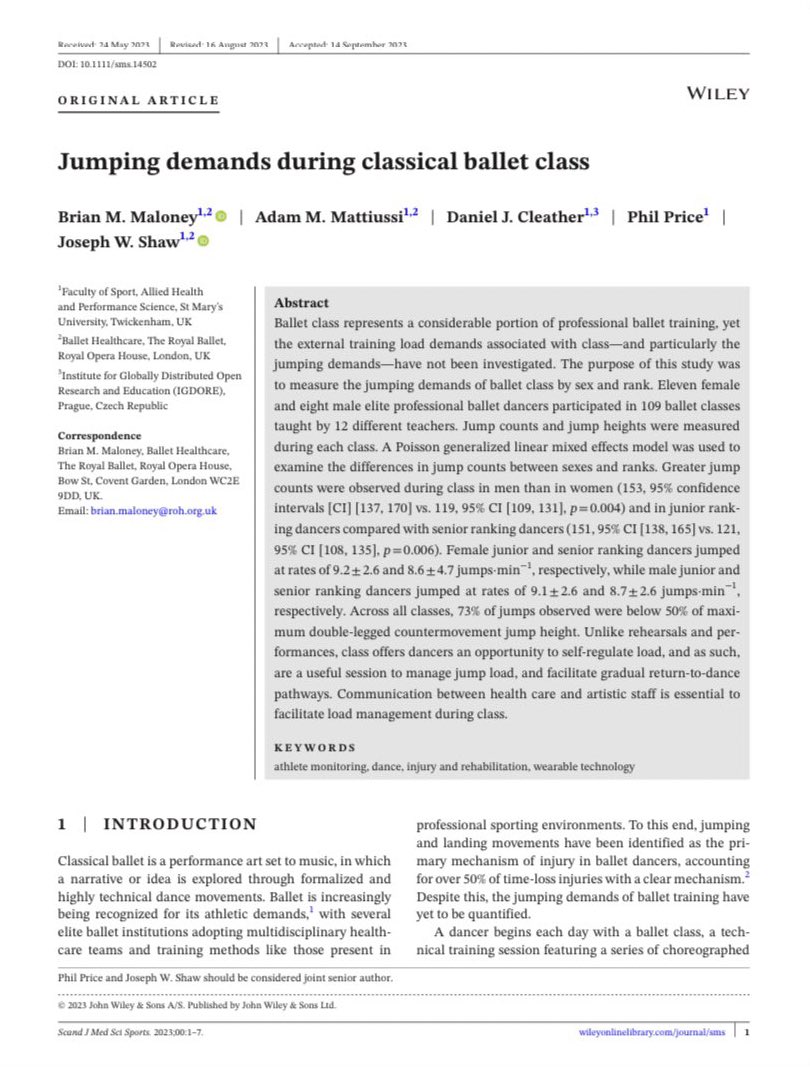 Received: 24 May 2023 | Revised: 16 August 2023 | Accepted: 14 September 2023
DOI: 10.1111/sms.14502
ORIGINAL ARTICLE
WILEY
Jumping demands during classical ballet class
Brian M. Maloney1,2 | Adam M. Mattiussi1,2 | Daniel J. Cleather1,3 | Phil Price1 |
Joseph W. Shaw1,2
1Faculty of Sport, Allied Health
and Performance Science, St Mary's
University, Twickenham, UK
2Ballet Healthcare, The Royal Ballet,
Royal Opera House, London, UK
3Institute for Globally Distributed Open
Research and Education (IGDORE),
Prague, Czech Republic
Correspondence
Brian M. Maloney, Ballet Healthcare,
The Royal Ballet, Royal Opera House,
Bow St, Covent Garden, London WC2E
9DD, UK.
Email: brian.maloney@roh.org.uk
Abstract
Ballet class represents a considerable portion of professional ballet training, yet
the external training load demands associated with class—and particularly the
jumping demands—have not been investigated. The purpose of this study was
to measure the jumping demands of ballet class by sex and rank. Eleven female
and eight male elite professional ballet dancers participated in 109 ballet classes
taught by 12 different teachers. Jump counts and jump heights were measured
during each class. A Poisson generalized linear mixed effects model was used to
examine the differences in jump counts between sexes and ranks. Greater jump
counts were observed during class in men than in women (153, 95% confidence
intervals [CI] [137, 170] vs. 119, 95% CI [109, 131], p=0.004) and in junior rank-
ing dancers compared with senior ranking dancers (151, 95% CI [138, 165] vs. 121,
95% CI [108, 135], p=0.006). Female junior and senior ranking dancers jumped
at rates of 9.2±2.6 and 8.6±4.7 jumps·min−1, respectively, while male junior and
senior ranking dancers jumped at rates of 9.1±2.6 and 8.7±2.6 jumps·min−1,
respectively. Across all classes, 73% of jumps observed were below 50% of maxi-
mum double-legged countermovement jump height. Unlike rehearsals and per-
formances, class offers dancers an opportunity to self-regulate load, and as such,
are a useful session to manage jump load, and facilitate gradual return-to-dance
pathways. Communication between health care and artistic staff is essential to
facilitate load management during class.
KEYWORDS
athlete monitoring, dance, injury and rehabilitation, wearable technology
1 | INTRODUCTION
Classical ballet is a performance art set to music, in which
a narrative or idea is explored through formalized and
highly technical dance movements. Ballet is increasingly
being recognized for its athletic demands,1 with several
elite ballet institutions adopting multidisciplinary health-
care teams and training methods like those present in
professional sporting environments. To this end, jumping
and landing movements have been identified as the pri-
mary mechanism of injury in ballet dancers, accounting
for over 50% of time-loss injuries with a clear mechanism.2
Despite this, the jumping demands of ballet training have
yet to be quantified.
A dancer begins each day with a ballet class, a tech-
nical training session featuring a series of choreographed
Phil Price and Joseph W. Shaw should be considered joint senior author.
© 2023 John Wiley & Sons A/S. Published by John Wiley & Sons Ltd.
Scand J Med Sci Sports. 2023;00:1–7.
wileyonlinelibrary.com/journal/sms | 1